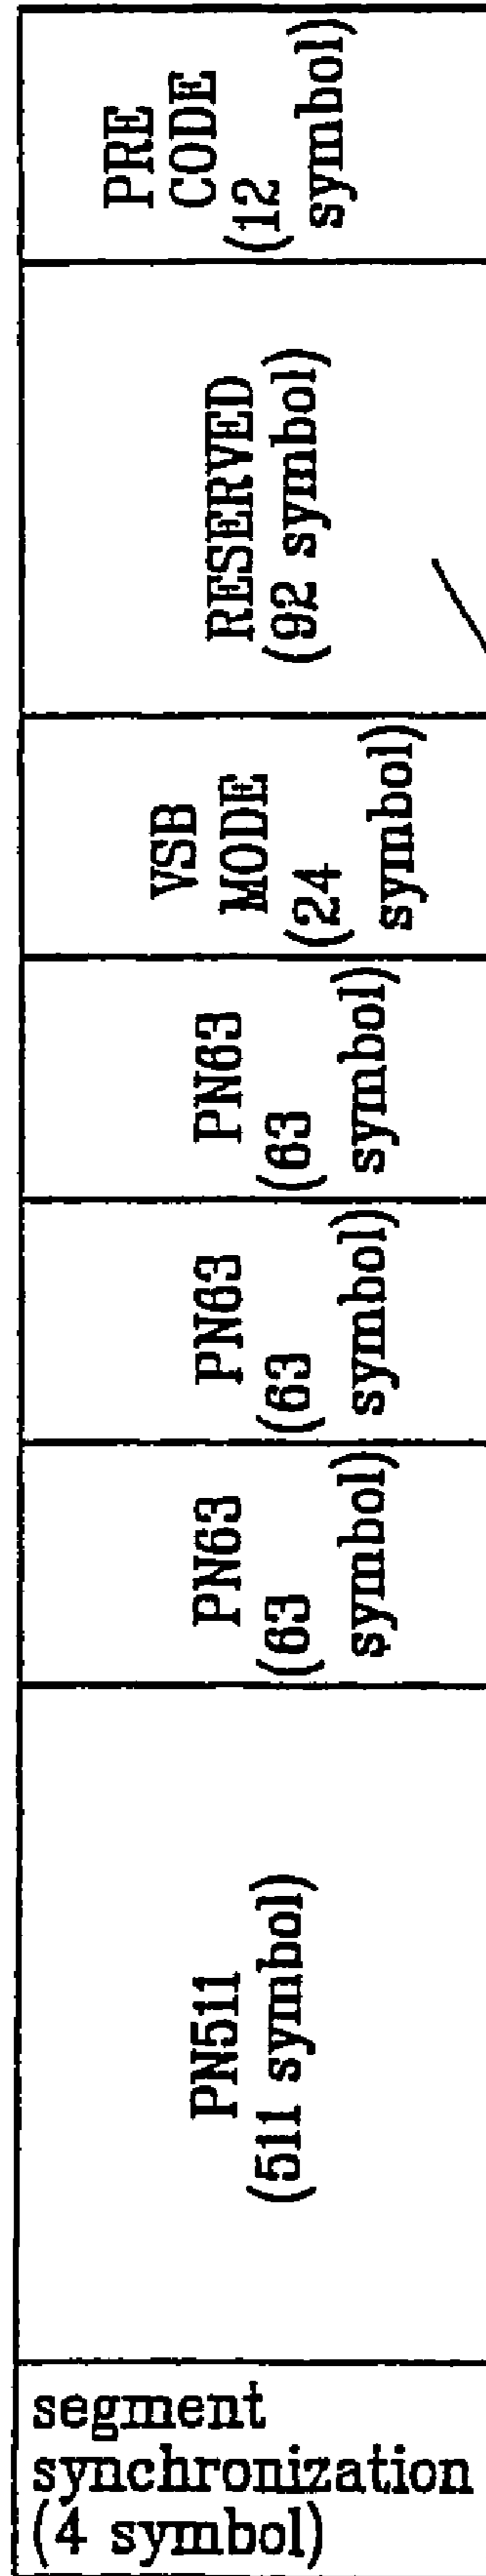 segment
synchronization
(4 symbol)
PN511
(511 symbol)
PN63
(63
symbol)
PN63
(63
symbol)
PN63
(63
symbol)
VSB
MODE
(24
symbol)
RESERVED
(92 symbol)
PRE
CODE
(12
symbol)